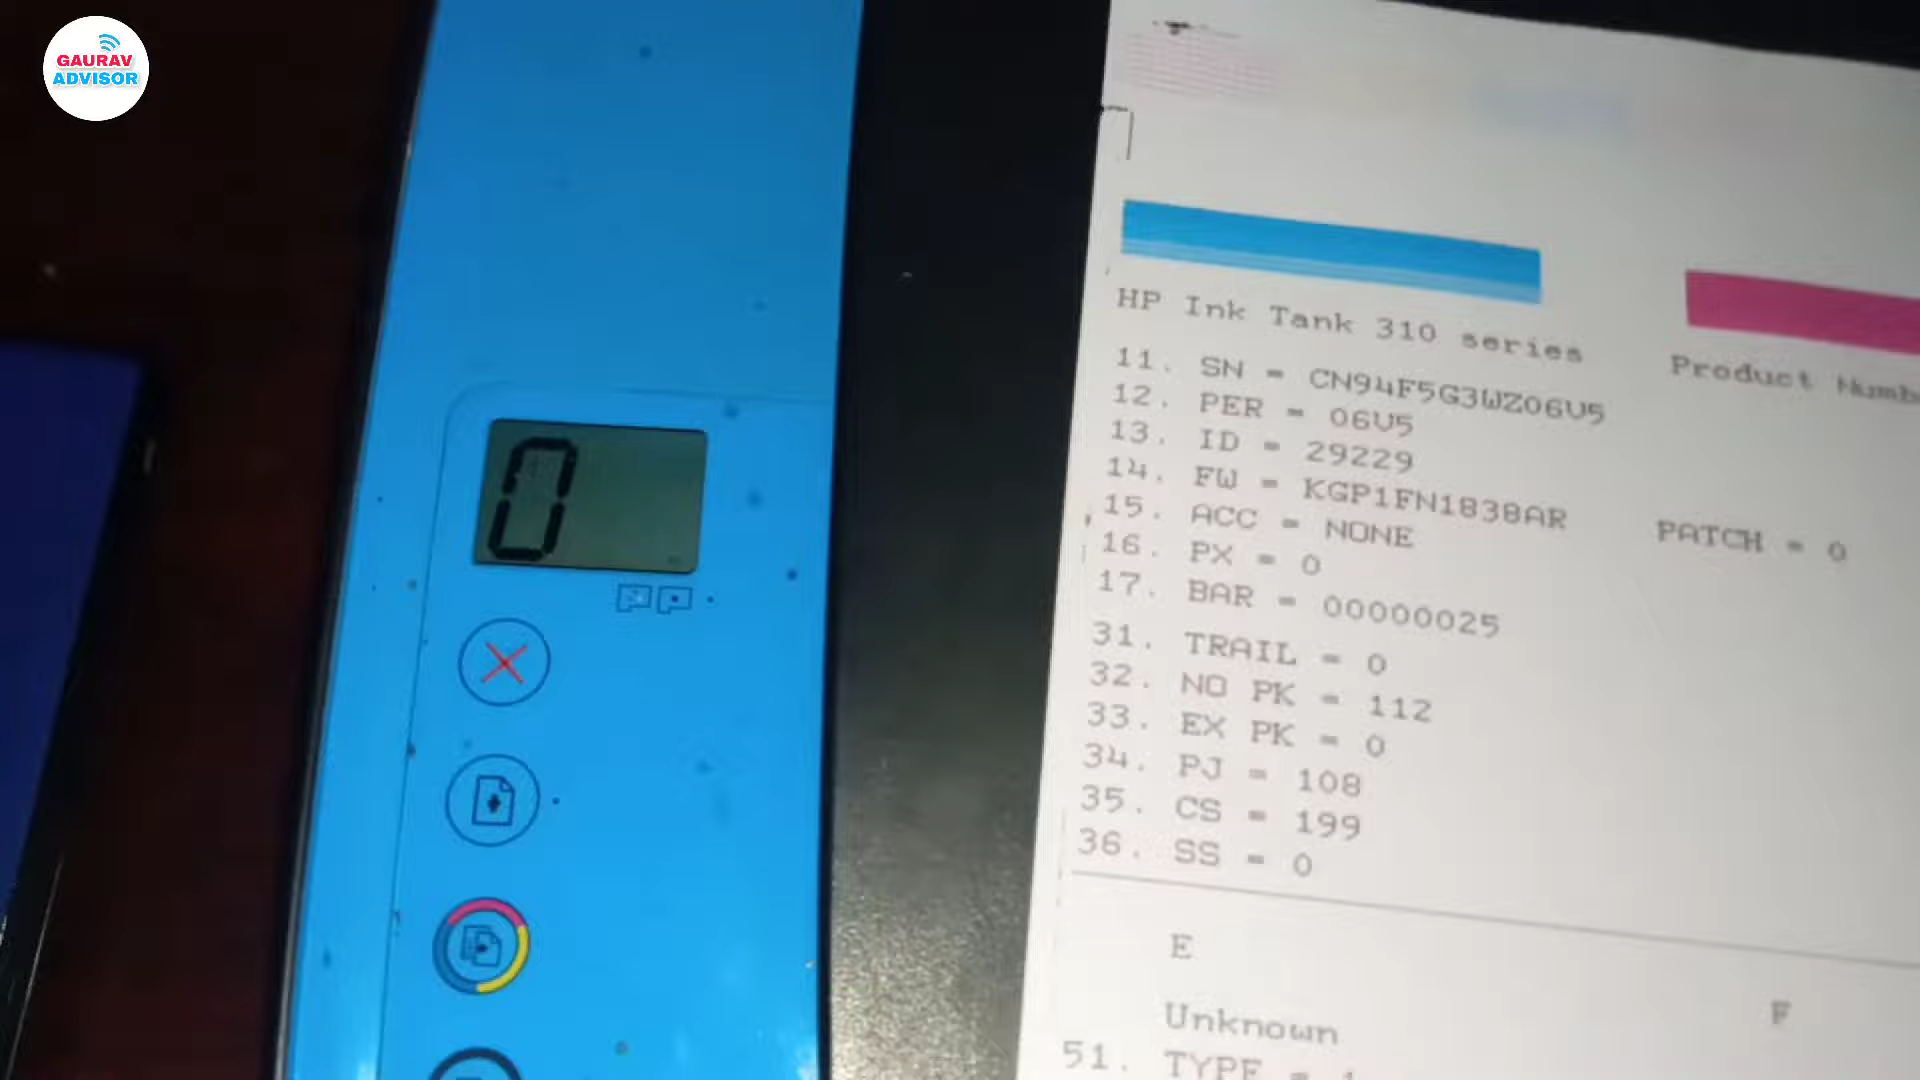 GAURAV
ADVISOR
0
HP Ink Tank 310 series
Product
11. SN = CN94F5G3WZ06V5
12. PER = 06V5
13. ID = 29229
14. FW = KGP1FN1838AR PATCH = 0
15. ACC = NONE
16. PX = 0
17. BAR = 00000025
31. TRAIL = 0
32. NO PK = 112
33. EX PK = 0
34. PJ = 108
35. CS = 199
36. SS = 0
E
F
Unknown
51. TYPE =